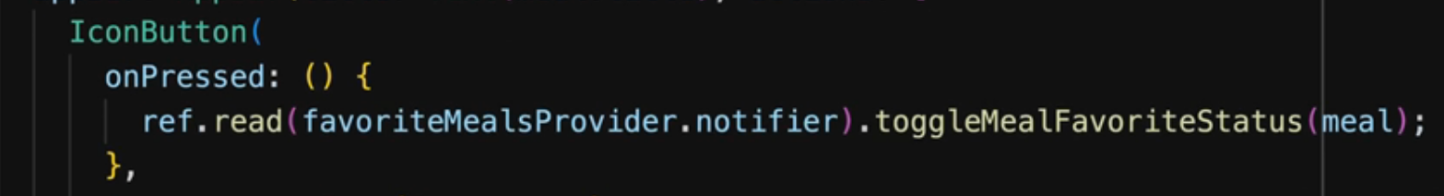 IconButton(
onPressed: () {
ref.read(favoriteMealsProvider.notifier).toggleMealFavoriteStatus(meal);
},